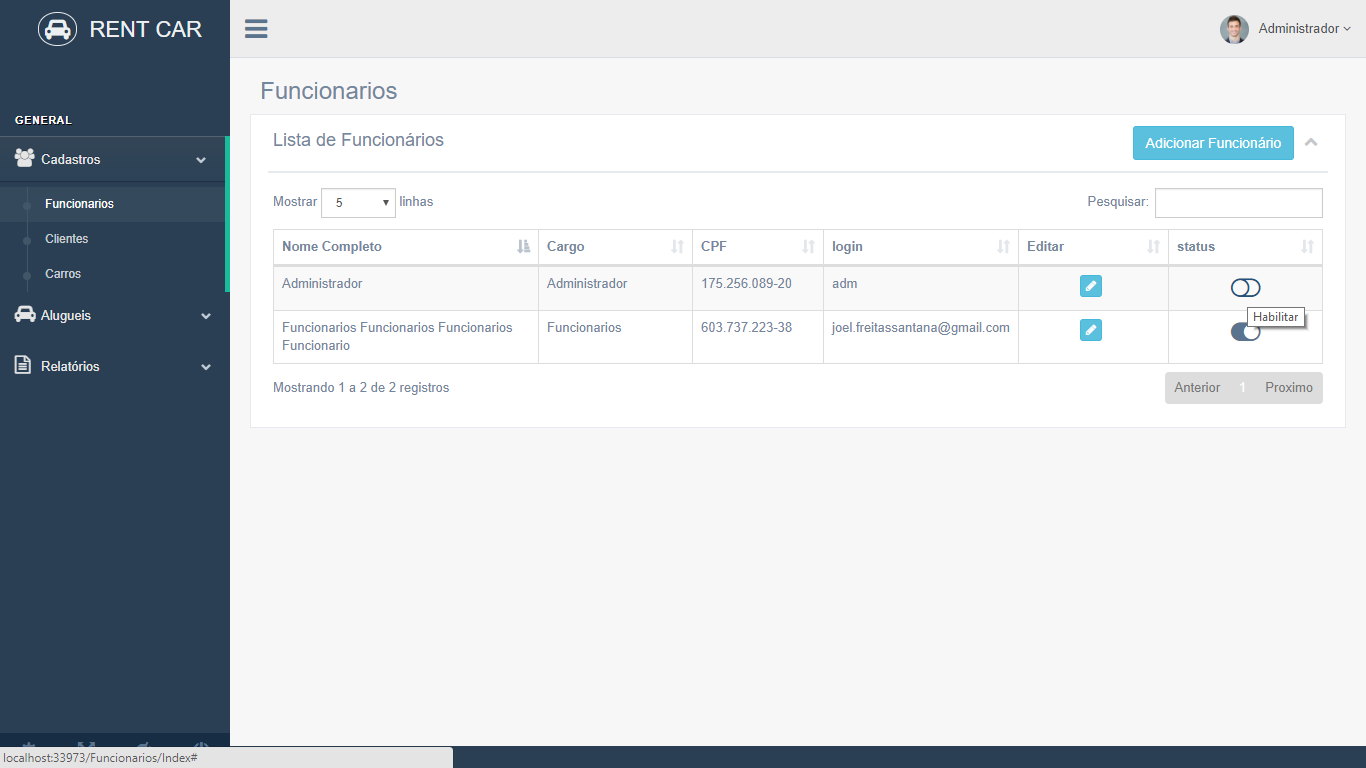 RENT CAR
Administrador
GENERAL
Cadastros
Funcionarios
Clientes
Carros
Alugueis
Relatórios
Funcionarios
Lista de Funcionários
Adicionar Funcionário
Mostrar 5 linhas
Pesquisar:
Nome Completo Cargo CPF login Editar status
Administrador Administrador 175.256.089-20 adm
Habilitar
Funcionarios Funcionarios Funcionarios Funcionarios 603.737.223-38 joel.freitassantana@gmail.com
Funcionario
Mostrando 1 a 2 de 2 registros
Anterior 1 Proximo
localhost:33973/Funcionarios/Index#